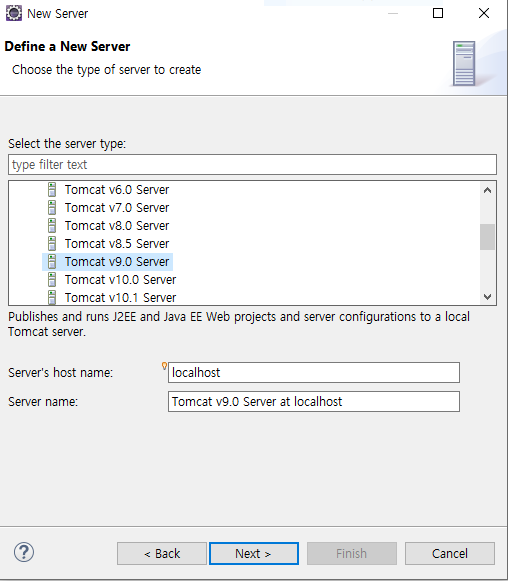 New Server
Define a New Server
Choose the type of server to create
Select the server type:
type filter text
Tomcat v6.0 Server
Tomcat v7.0 Server
Tomcat v8.0 Server
Tomcat v8.5 Server
Tomcat v9.0 Server
Tomcat v10.0 Server
Tomcat v10.1 Server
Publishes and runs J2EE and Java EE Web projects and server configurations to a local
Tomcat server.
Server's host name: localhost
Server name: Tomcat v9.0 Server at localhost
? < Back Next > Finish Cancel